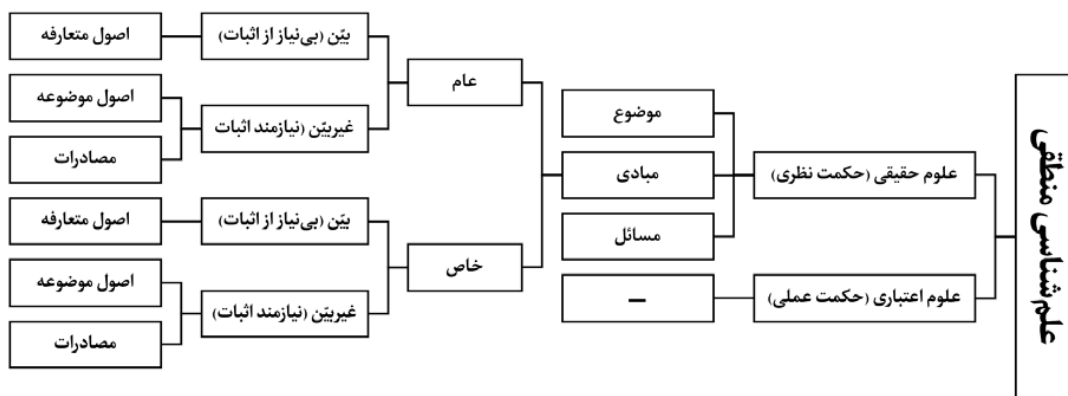 علم‌شناسی منطقی
علوم حقیقی (حکمت نظری)
موضوع
مبادی
مسائل
عام
بیّن (بی‌نیاز از اثبات)
اصول متعارفه
غیربیّن (نیازمند اثبات
اصول موضوعه
مصادرات
خاص
بیّن (بی‌نیاز از اثبات)
اصول متعارفه
غیربیّن (نیازمند اثبات)
اصول موضوعه
مصادرات
علوم اعتباری (حکمت عملی)
–